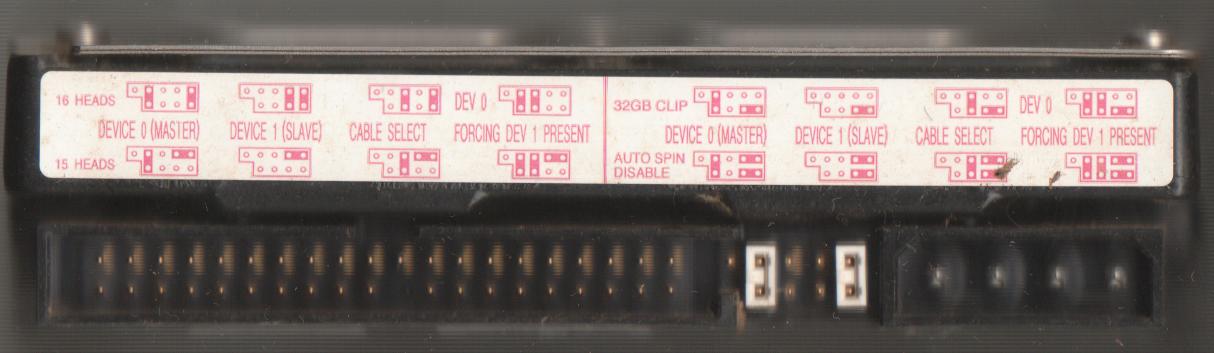 16 HEADS
DEV 0
DEVICE 0 (MASTER) DEVICE 1 (SLAVE) CABLE SELECT FORCING DEV 1 PRESENT
15 HEADS
32GB CLIP
DEV 0
DEVICE 0 (MASTER) DEVICE 1 (SLAVE) CABLE SELECT FORCING DEV 1 PRESENT
AUTO SPIN
DISABLE